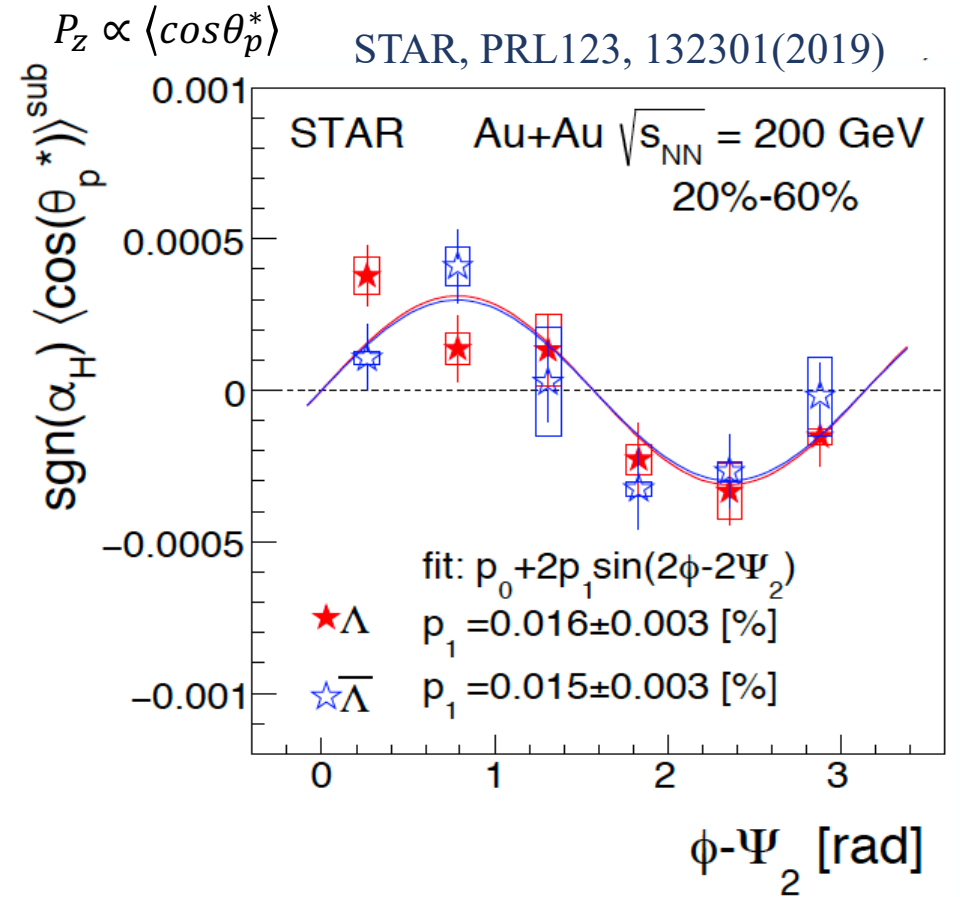 P_z ∝ ⟨cosθ_p^*⟩
STAR, PRL123, 132301(2019)
sgn(α_H) ⟨cos(θ_p*)⟩^sub
0.001
0.0005
0
−0.0005
−0.001
STAR Au+Au √s_NN = 200 GeV
20%-60%
fit: p_0+2p_1sin(2ϕ-2Ψ_2)
Λ p_1 =0.016±0.003 [%]
Λ̅ p_1 =0.015±0.003 [%]
0 1 2 3
ϕ-Ψ_2 [rad]